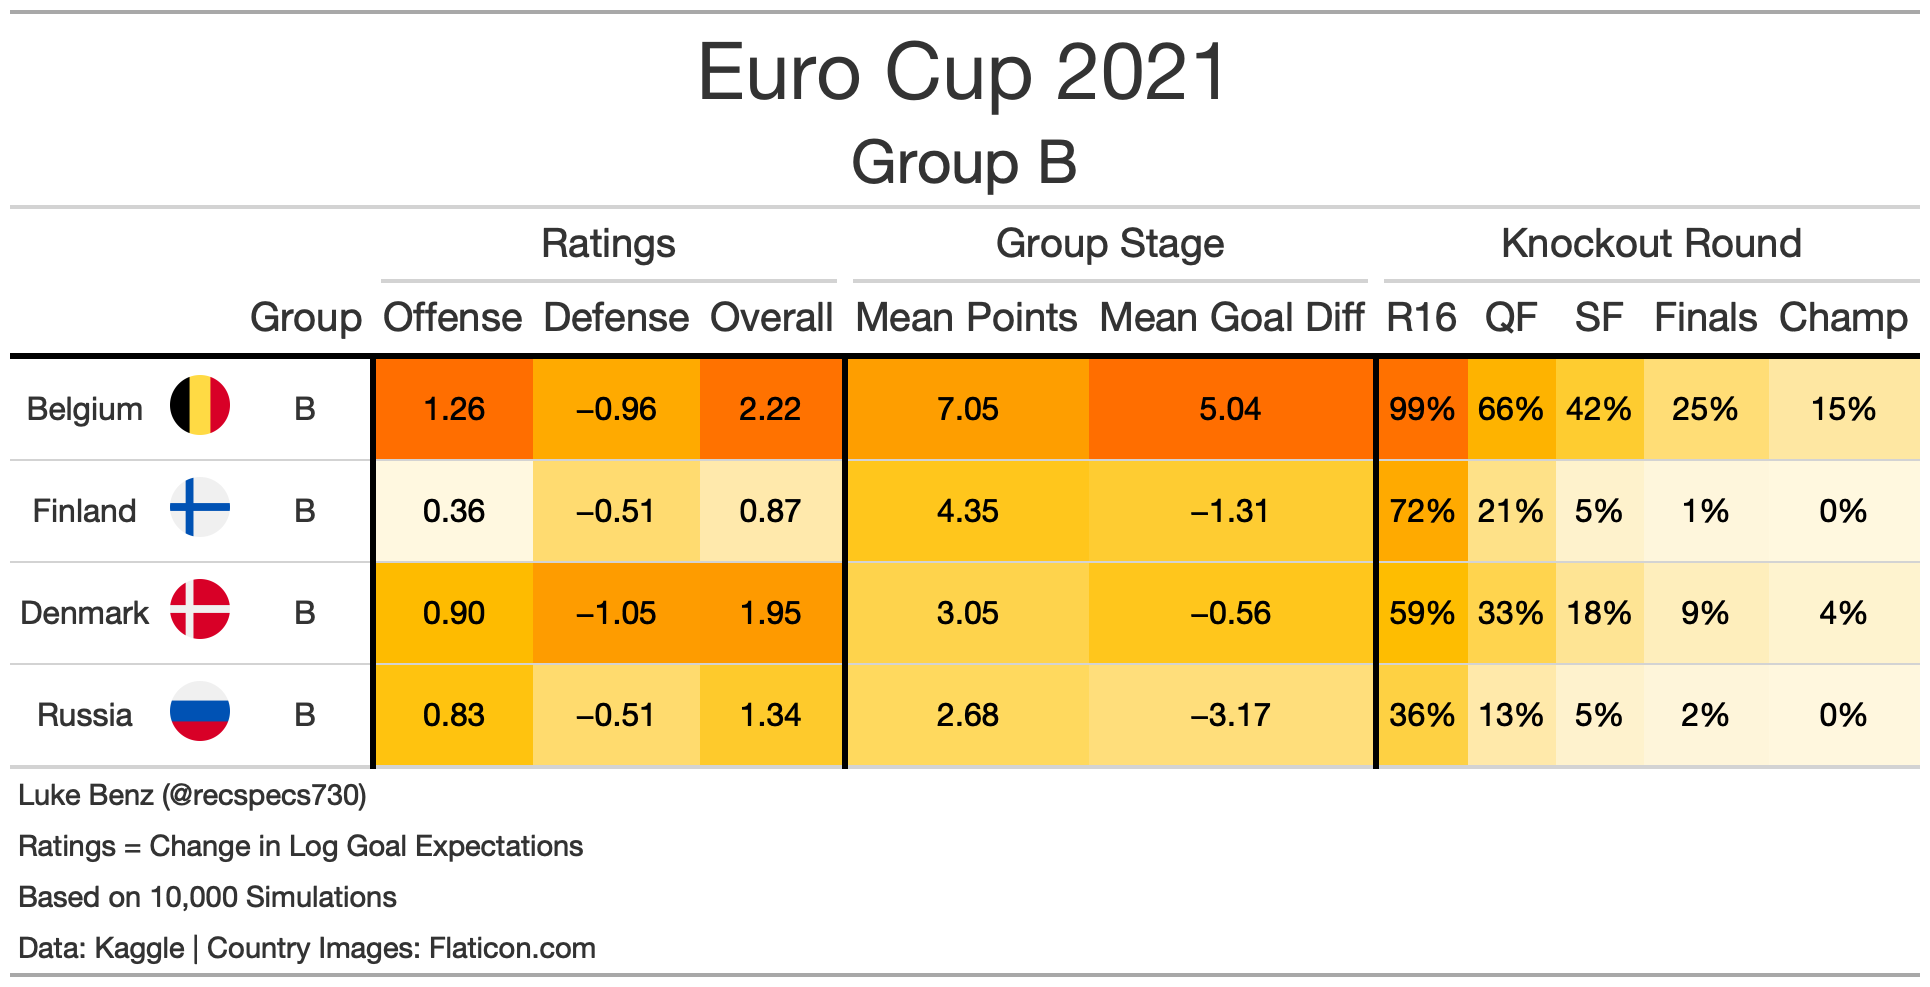 Euro Cup 2021
Group B
Ratings Group Stage Knockout Round
Group Offense Defense Overall Mean Points Mean Goal Diff R16 QF SF Finals Champ
Belgium B 1.26 −0.96 2.22 7.05 5.04 99% 66% 42% 25% 15%
Finland B 0.36 −0.51 0.87 4.35 −1.31 72% 21% 5% 1% 0%
Denmark B 0.90 −1.05 1.95 3.05 −0.56 59% 33% 18% 9% 4%
Russia B 0.83 −0.51 1.34 2.68 −3.17 36% 13% 5% 2% 0%
Luke Benz (@recspecs730)
Ratings = Change in Log Goal Expectations
Based on 10,000 Simulations
Data: Kaggle | Country Images: Flaticon.com